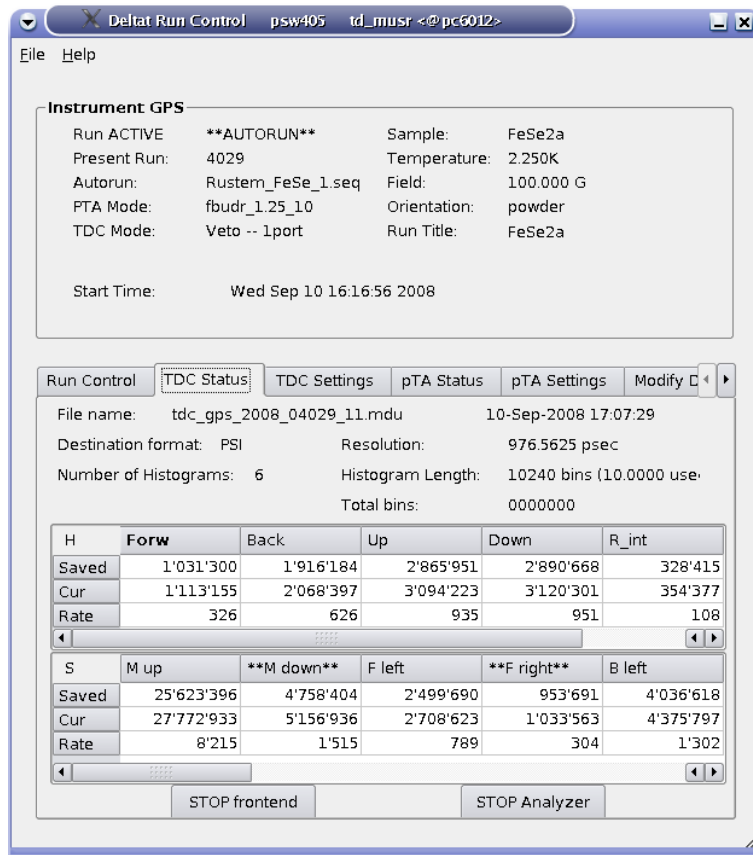 Deltat Run Control psw405 td_musr <@pc6012>
File Help
Instrument GPS
Run ACTIVE **AUTORUN** Sample: FeSe2a
Present Run: 4029 Temperature: 2.250K
Autorun: Rustem_FeSe_1.seq Field: 100.000 G
PTA Mode: fbudr_1.25_10 Orientation: powder
TDC Mode: Veto -- 1port Run Title: FeSe2a
Start Time: Wed Sep 10 16:16:56 2008
Run Control TDC Status TDC Settings pTA Status pTA Settings Modify D
File name: tdc_gps_2008_04029_11.mdu 10-Sep-2008 17:07:29
Destination format: PSI Resolution: 976.5625 psec
Number of Histograms: 6 Histogram Length: 10240 bins (10.0000 use
Total bins: 0000000
H Forw Back Up Down R_int
Saved 1'031'300 1'916'184 2'865'951 2'890'668 328'415
Cur 1'113'155 2'068'397 3'094'223 3'120'301 354'377
Rate 326 626 935 951 108
S M up **M down** F left **F right** B left
Saved 25'623'396 4'758'404 2'499'690 953'691 4'036'618
Cur 27'772'933 5'156'936 2'708'623 1'033'563 4'375'797
Rate 8'215 1'515 789 304 1'302
STOP frontend STOP Analyzer